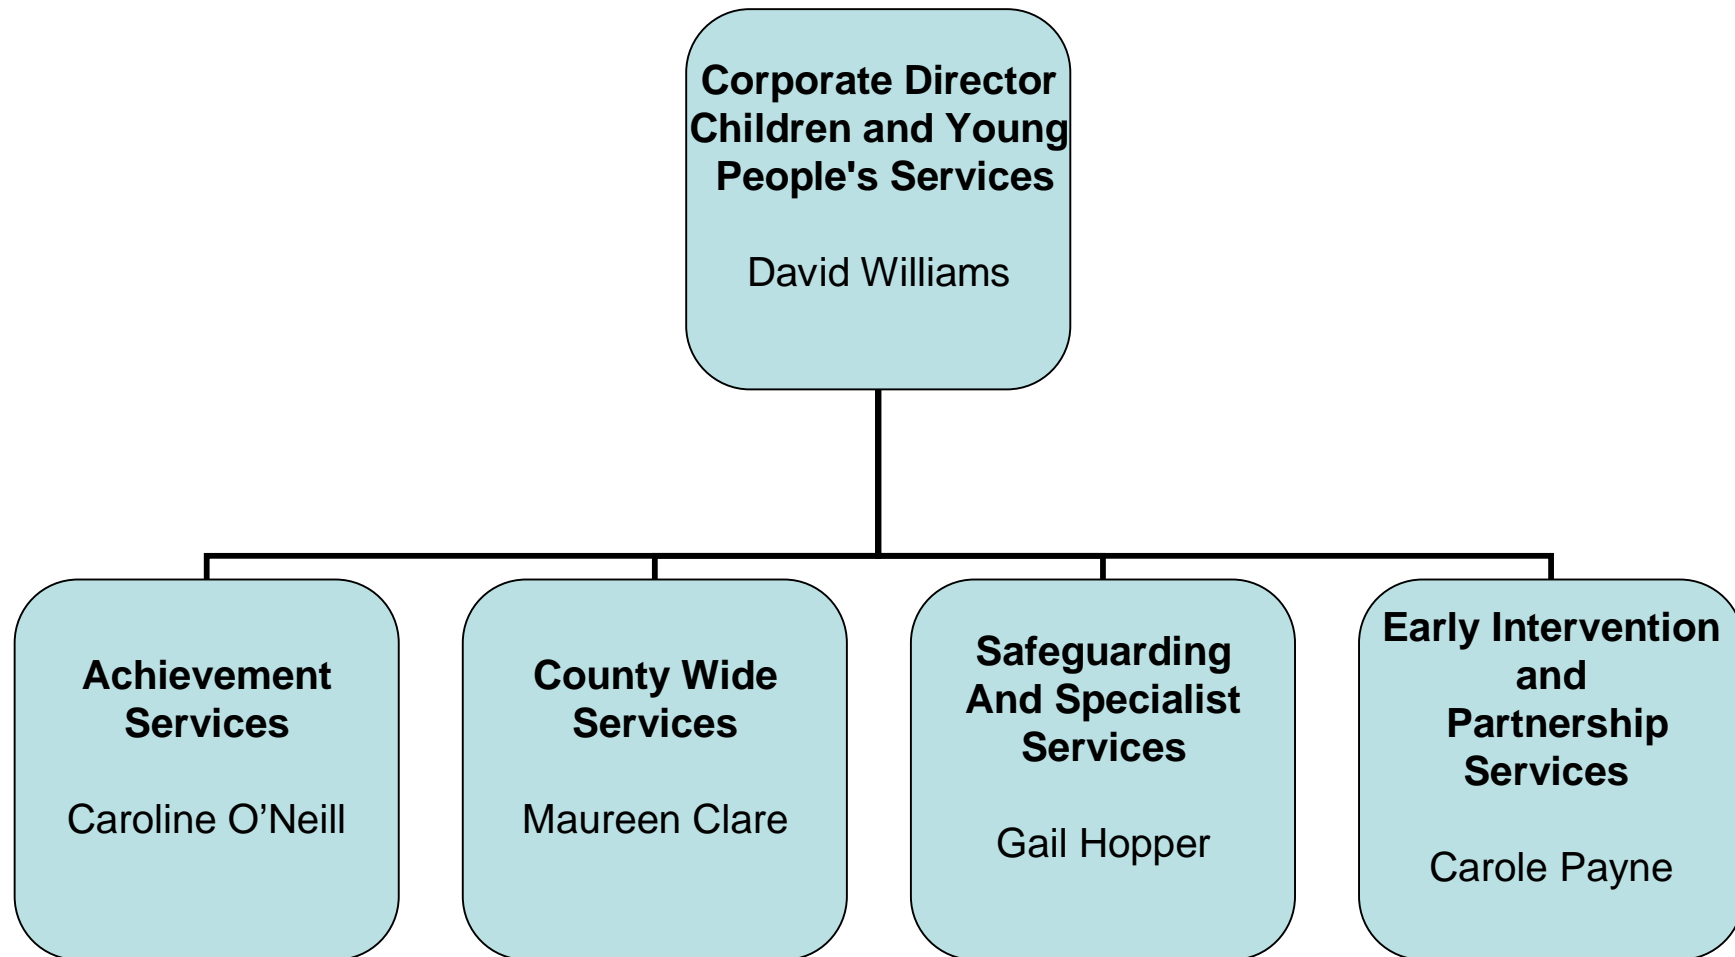 Corporate Director
Children and Young
People's Services
David Williams
Achievement
Services
Caroline O’Neill
County Wide
Services
Maureen Clare
Safeguarding
And Specialist
Services
Gail Hopper
Early Intervention
and
Partnership
Services
Carole Payne